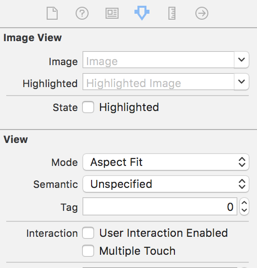 Image View
Image Image
Highlighted Highlighted Image
State Highlighted
View
Mode Aspect Fit
Semantic Unspecified
Tag 0
Interaction User Interaction Enabled
Multiple Touch